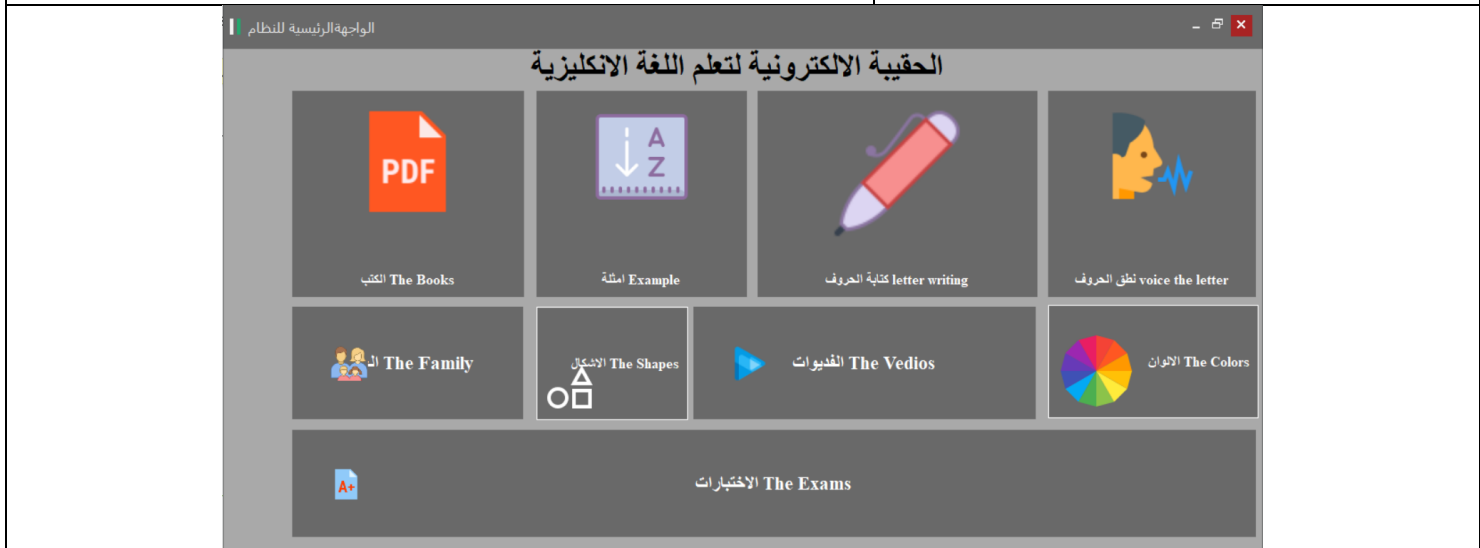 الواجهةالرئيسية للنظام
الحقيبة الالكترونية لتعلم اللغة الانكليزية
PDF
A
Z
voice the letter نطق الحروف
letter writing كتابة الحروف
Example امثلة
The Books الكتب
The Colors الالوان
The Vedios الفديوات
The Shapes الاشكال
The Family
The Exams الاختبارات
A+